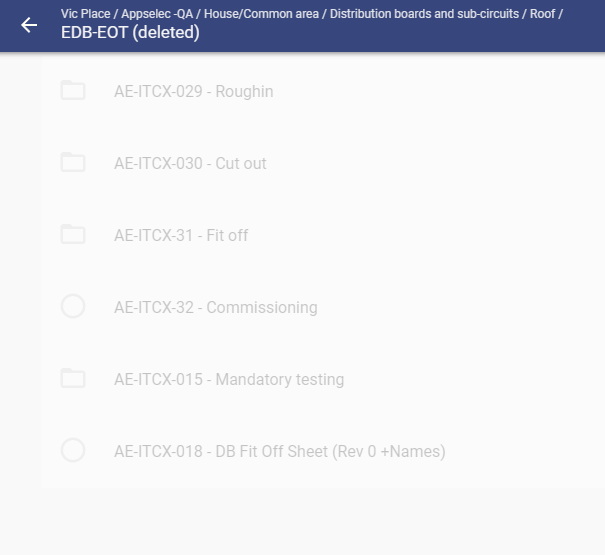 Vic Place / Appselec -QA / House/Common area / Distribution boards and sub-circuits / Roof /
EDB-EOT (deleted)
AE-ITCX-029 - Roughin
AE-ITCX-030 - Cut out
AE-ITCX-31 - Fit off
AE-ITCX-32 - Commissioning
AE-ITCX-015 - Mandatory testing
AE-ITCX-018 - DB Fit Off Sheet (Rev 0 +Names)